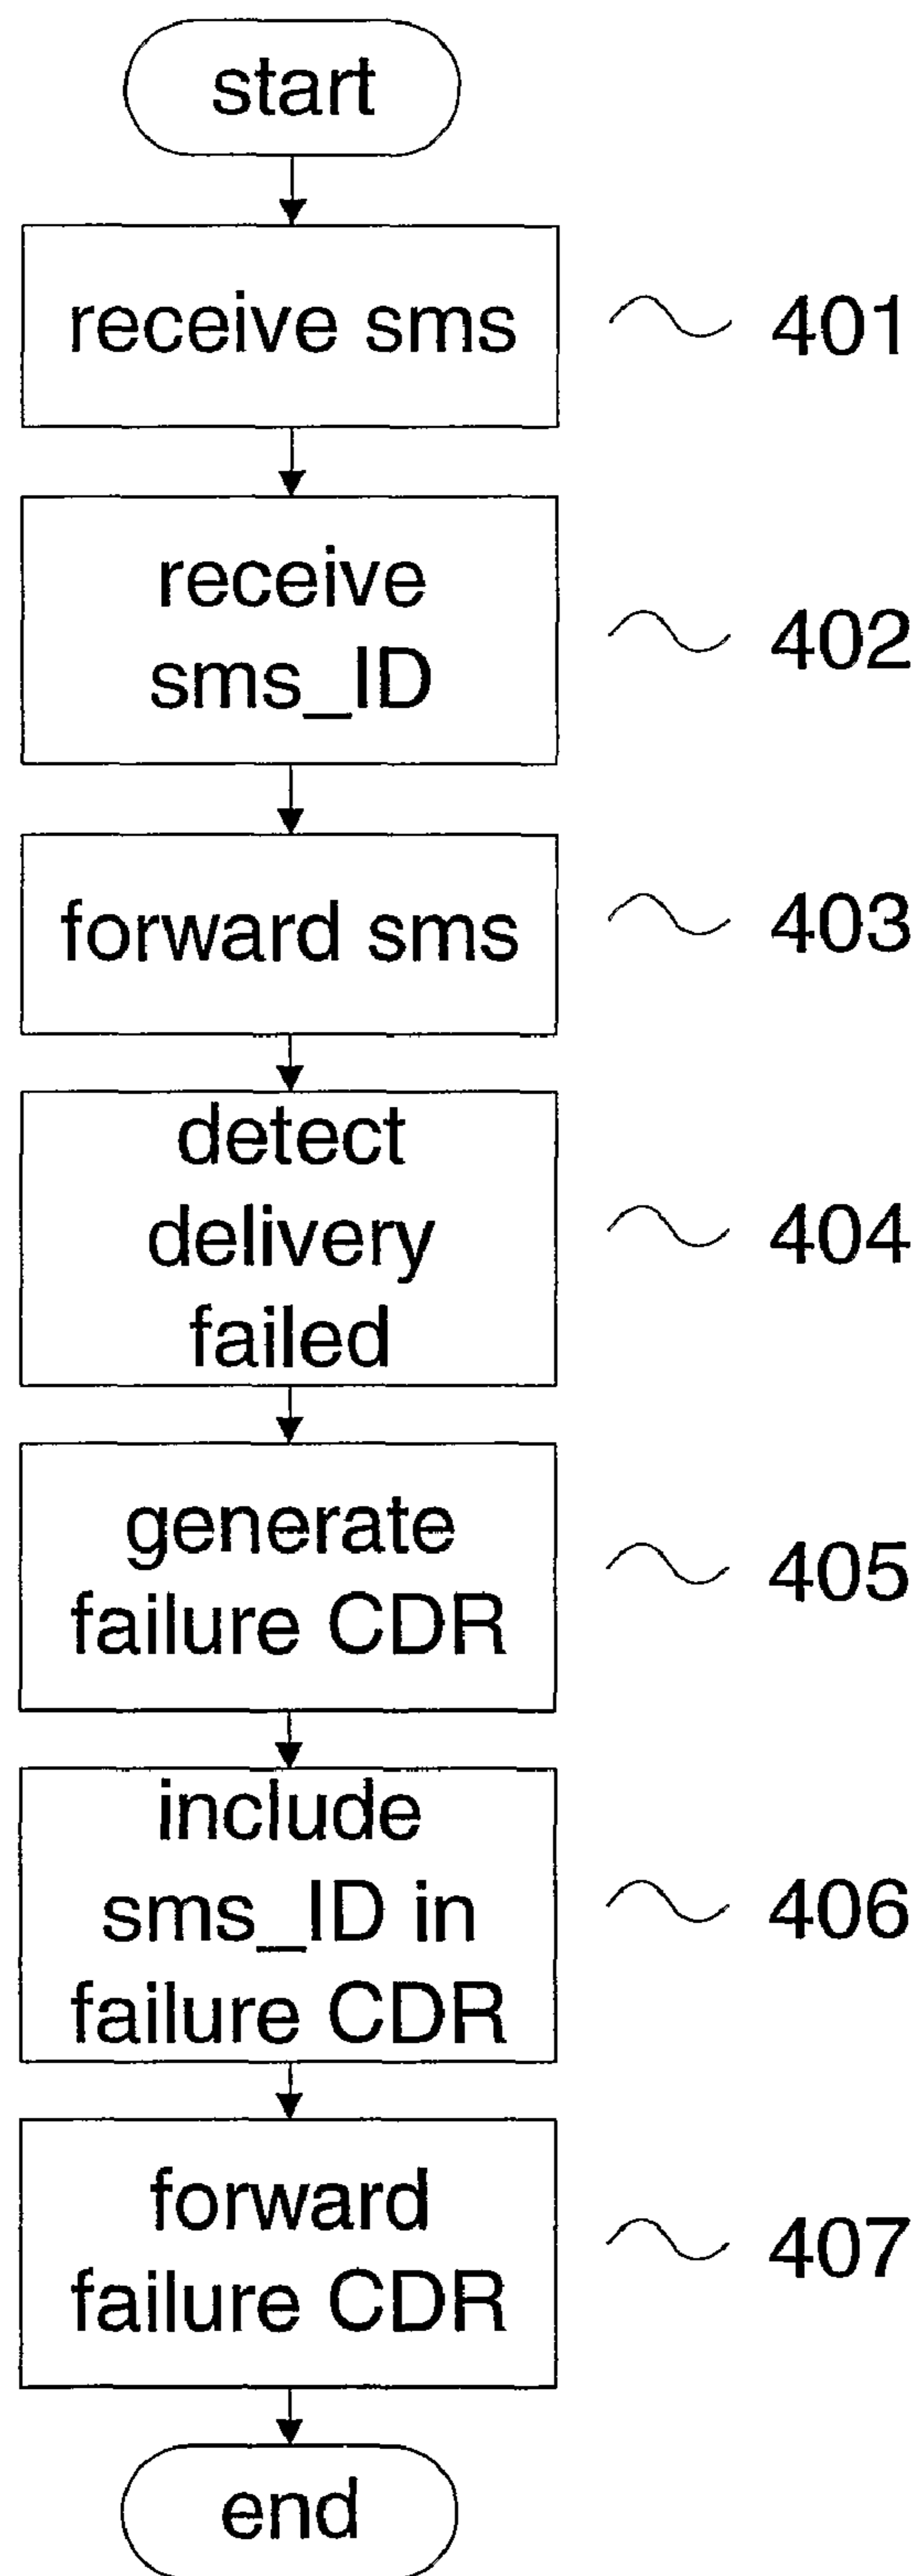 start
receive sms
401
receive
sms_ID
402
forward sms
403
detect
delivery
failed
404
generate
failure CDR
405
include
sms_ID in
failure CDR
406
forward
failure CDR
407
end